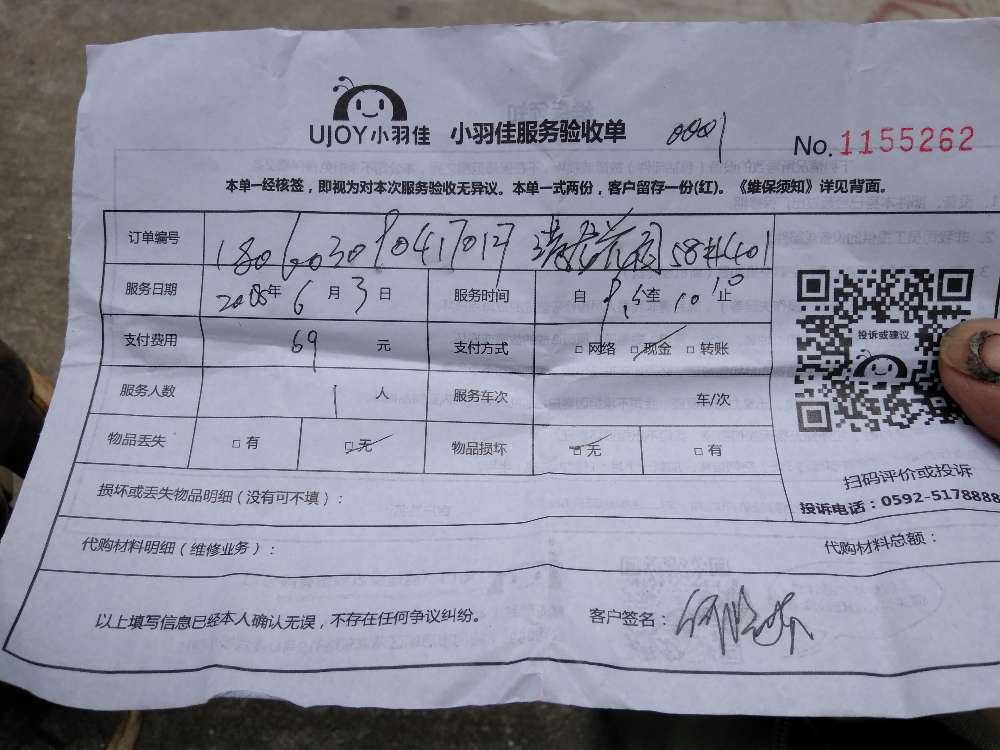 UJOY小羽佳 小羽佳服务验收单 0001 No.1155262
本单一经核签，即视为对本次服务验收无异议。本单一式两份，客户留存一份(红)。《维保须知》详见背面。
订单编号
服务日期 年 6 月 3 日 服务时间 自 至 10 止
支付费用 69 元 支付方式 □ 网络 □ 现金 □ 转账
投诉或建议
服务人数 1 人 服务车次 车/次
物品丢失 □ 有 □ 无 物品损坏 □ 无 □ 有
扫码评价或投诉
损坏或丢失物品明细（没有可不填）：
投诉电话：0592-5178888
代购材料明细（维修业务）： 代购材料总额：
以上填写信息已经本人确认无误，不存在任何争议纠纷。 客户签名：